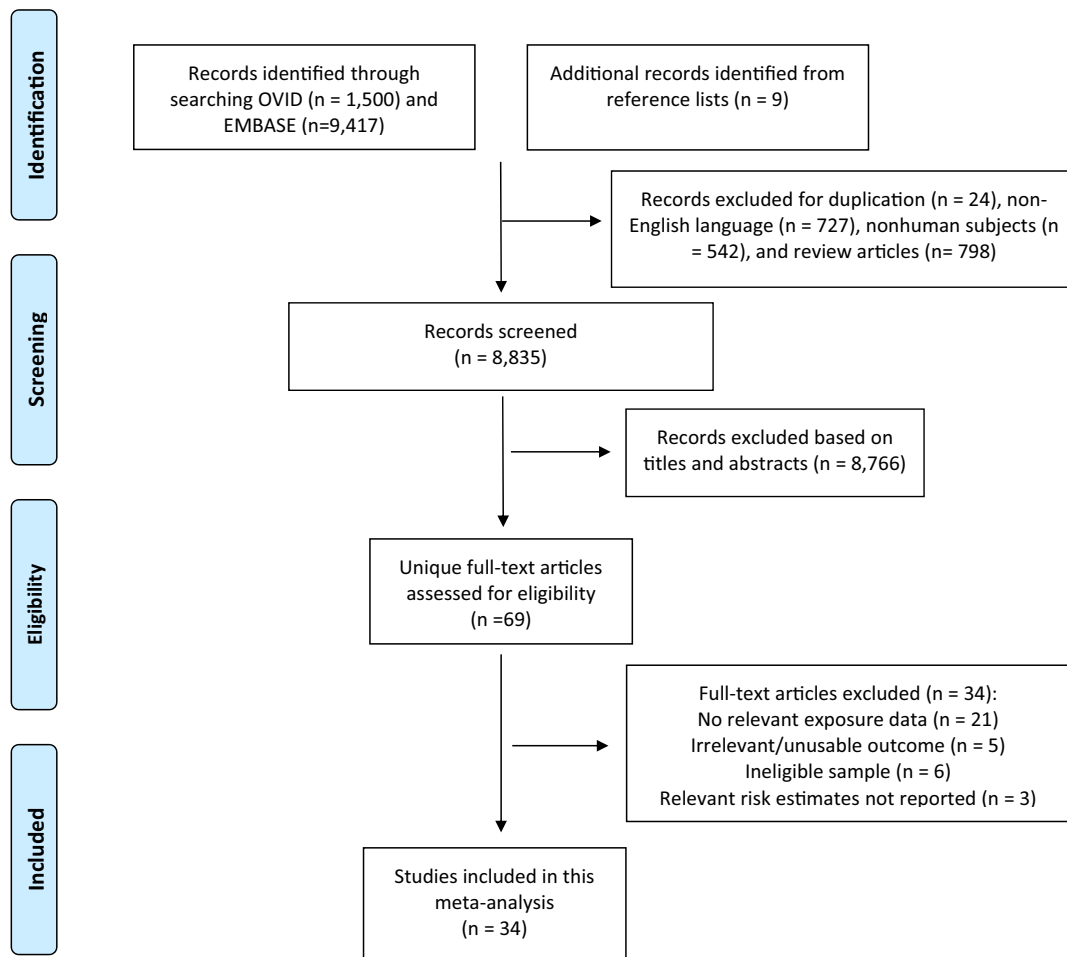 Identification
Records identified through
searching OVID (n = 1,500) and
EMBASE (n=9,417)
Additional records identified from
reference lists (n = 9)
Records excluded for duplication (n = 24), non-
English language (n = 727), nonhuman subjects (n
= 542), and review articles (n= 798)
Screening
Records screened
(n = 8,835)
Records excluded based on
titles and abstracts (n = 8,766)
Eligibility
Unique full-text articles
assessed for eligibility
(n =69)
Full-text articles excluded (n = 34):
No relevant exposure data (n = 21)
Irrelevant/unusable outcome (n = 5)
Ineligible sample (n = 6)
Relevant risk estimates not reported (n = 3)
Included
Studies included in this
meta-analysis
(n = 34)